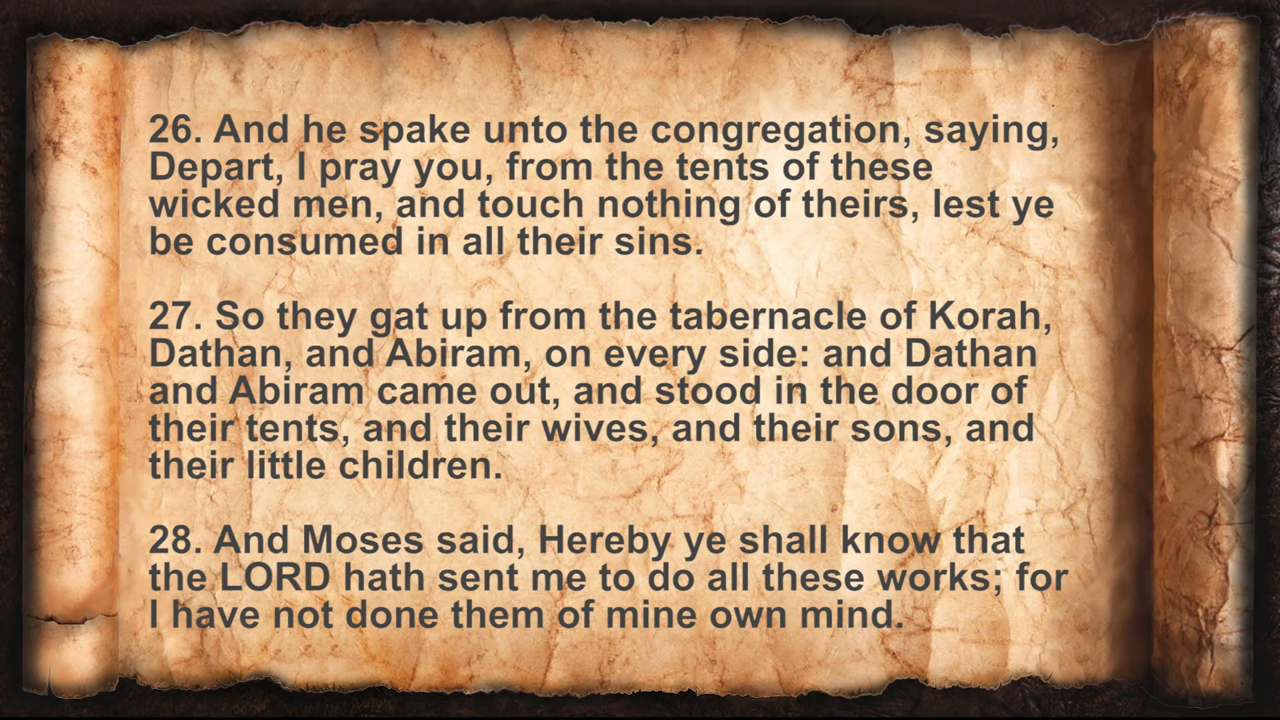 26. And he spake unto the congregation, saying,
Depart, I pray you, from the tents of these
wicked men, and touch nothing of theirs, lest ye
be consumed in all their sins.
27. So they gat up from the tabernacle of Korah,
Dathan, and Abiram, on every side: and Dathan
and Abiram came out, and stood in the door of
their tents, and their wives, and their sons, and
their little children.
28. And Moses said, Hereby ye shall know that
the LORD hath sent me to do all these works; for
I have not done them of mine own mind.